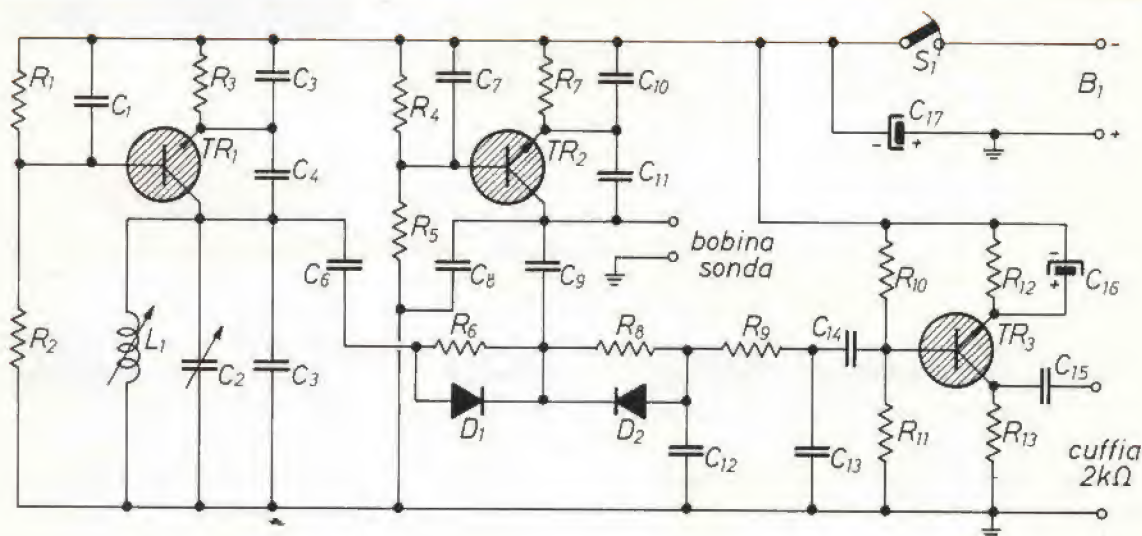 R1
C1
R3
C3
TR1
C4
R4
C7
R7
C10
TR2
C11
S1
-
B1
C17
- +
+
R5
C6
C8
C9
bobina
sonda
R2
L1
C2
C3
R6
D1
R8
D2
C12
R9
C13
C14
R10
R11
R12
-
+
C16
TR3
R13
C15
cuffia
2kΩ